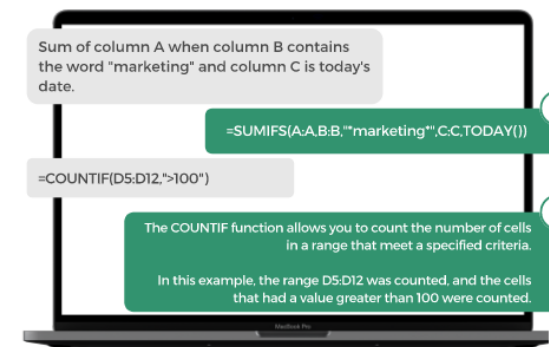 Sum of column A when column B contains
the word "marketing" and column C is today's
date.
=SUMIFS(A:A,B:B,"*marketing*",C:C,TODAY())
=COUNTIF(D5:D12,">100")
The COUNTIF function allows you to count the number of cells
in a range that meet a specified criteria.
In this example, the range D5:D12 was counted, and the cells
that had a value greater than 100 were counted.
MacBook Pro